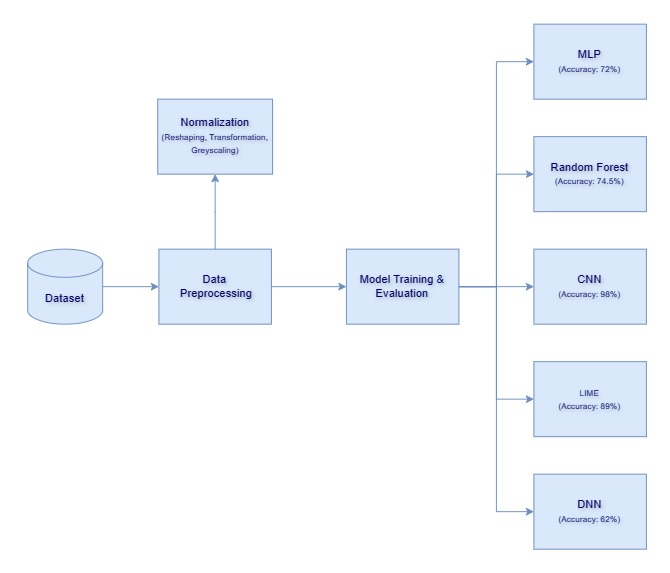 Dataset
Data
Preprocessing
Normalization
(Reshaping, Transformation,
Greyscaling)
Model Training &
Evaluation
MLP
(Accuracy: 72%)
Random Forest
(Accuracy: 74.5%)
CNN
(Accuracy: 98%)
LIME
(Accuracy: 89%)
DNN
(Accuracy: 62%)